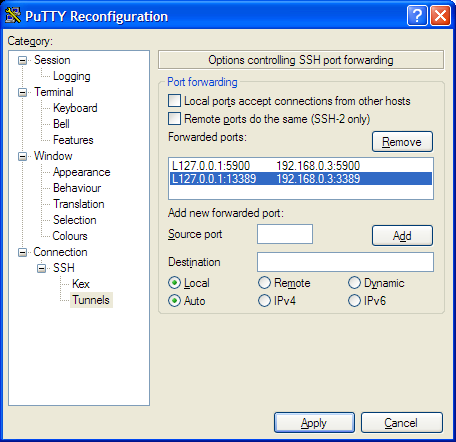 PuTTY Reconfiguration
Category:
Session
Logging
Terminal
Keyboard
Bell
Features
Window
Appearance
Behaviour
Translation
Selection
Colours
Connection
SSH
Kex
Tunnels
Options controlling SSH port forwarding
Port forwarding
Local ports accept connections from other hosts
Remote ports do the same (SSH-2 only)
Forwarded ports:
Remove
L127.0.0.1:5900 192.168.0.3:5900
L127.0.0.1:13389 192.168.0.3:3389
Add new forwarded port:
Source port
Add
Destination
Local Remote Dynamic
Auto IPv4 IPv6
Apply Cancel